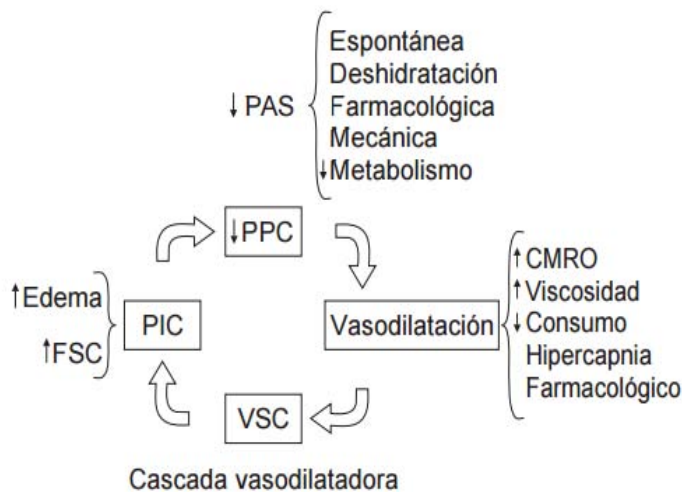 Espontánea
Deshidratación
↓ PAS
Farmacológica
Mecánica
↓Metabolismo
↓PPC
↑CMRO
↑Viscosidad
↓Consumo
Hipercapnia
Farmacológico
Vasodilatación
↑Edema
↑FSC
PIC
VSC
Cascada vasodilatadora